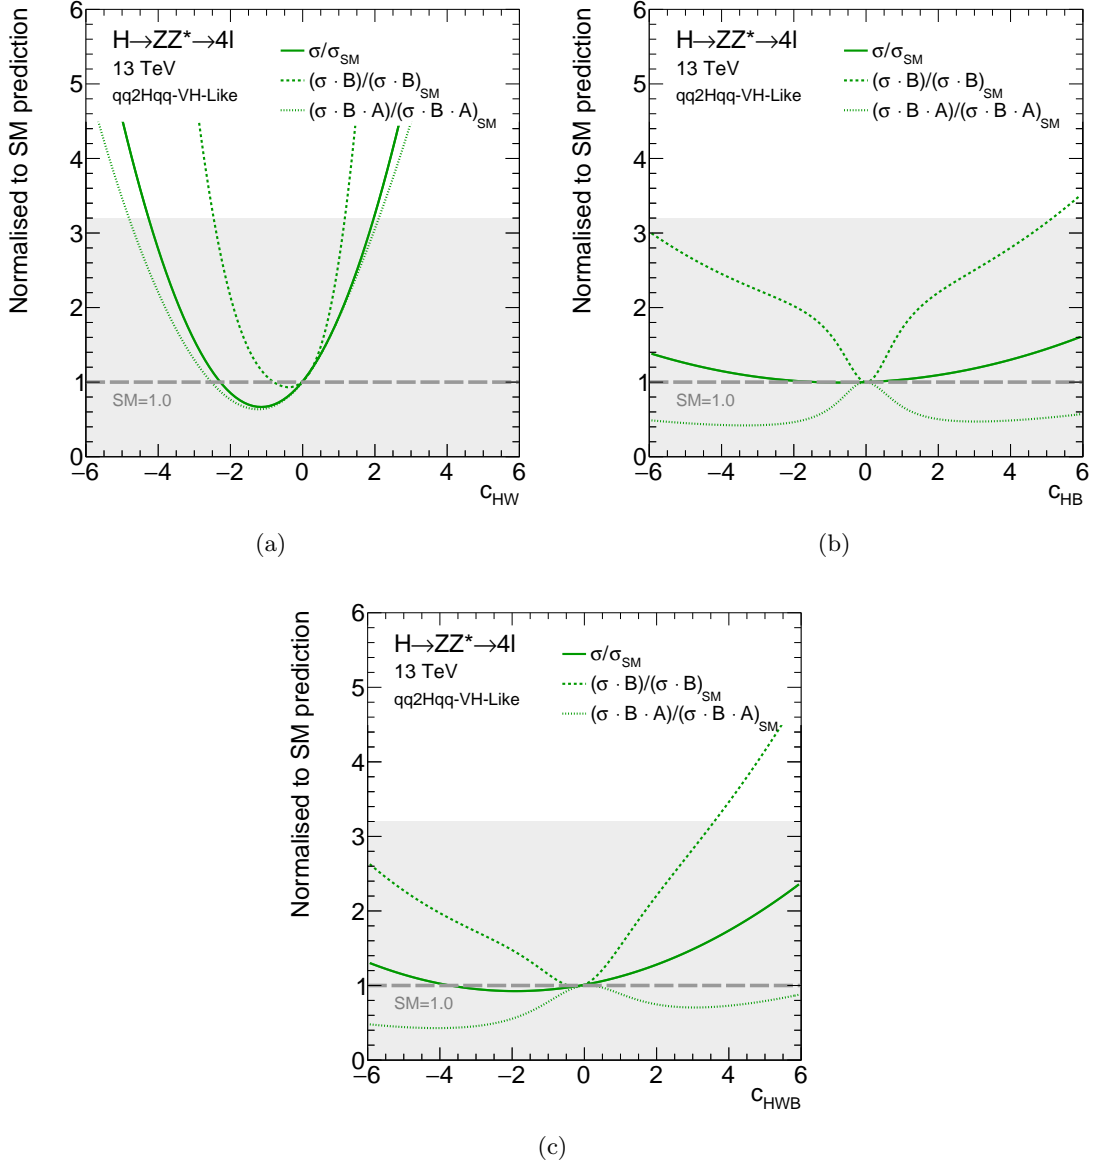 Normalised to SM prediction
H→ZZ*→4l
13 TeV
qq2Hqq-VH-Like
σ/σSM
(σ · B)/(σ · B)SM
(σ · B · A)/(σ · B · A)SM
6
5
4
3
2
1
0
SM=1.0
−6 −4 −2 0 2 4 6
cHW
(a)
Normalised to SM prediction
H→ZZ*→4l
13 TeV
qq2Hqq-VH-Like
σ/σSM
(σ · B)/(σ · B)SM
(σ · B · A)/(σ · B · A)SM
6
5
4
3
2
1
0
SM=1.0
−6 −4 −2 0 2 4 6
cHB
(b)
Normalised to SM prediction
H→ZZ*→4l
13 TeV
qq2Hqq-VH-Like
σ/σSM
(σ · B)/(σ · B)SM
(σ · B · A)/(σ · B · A)SM
6
5
4
3
2
1
0
SM=1.0
−6 −4 −2 0 2 4 6
cHWB
(c)